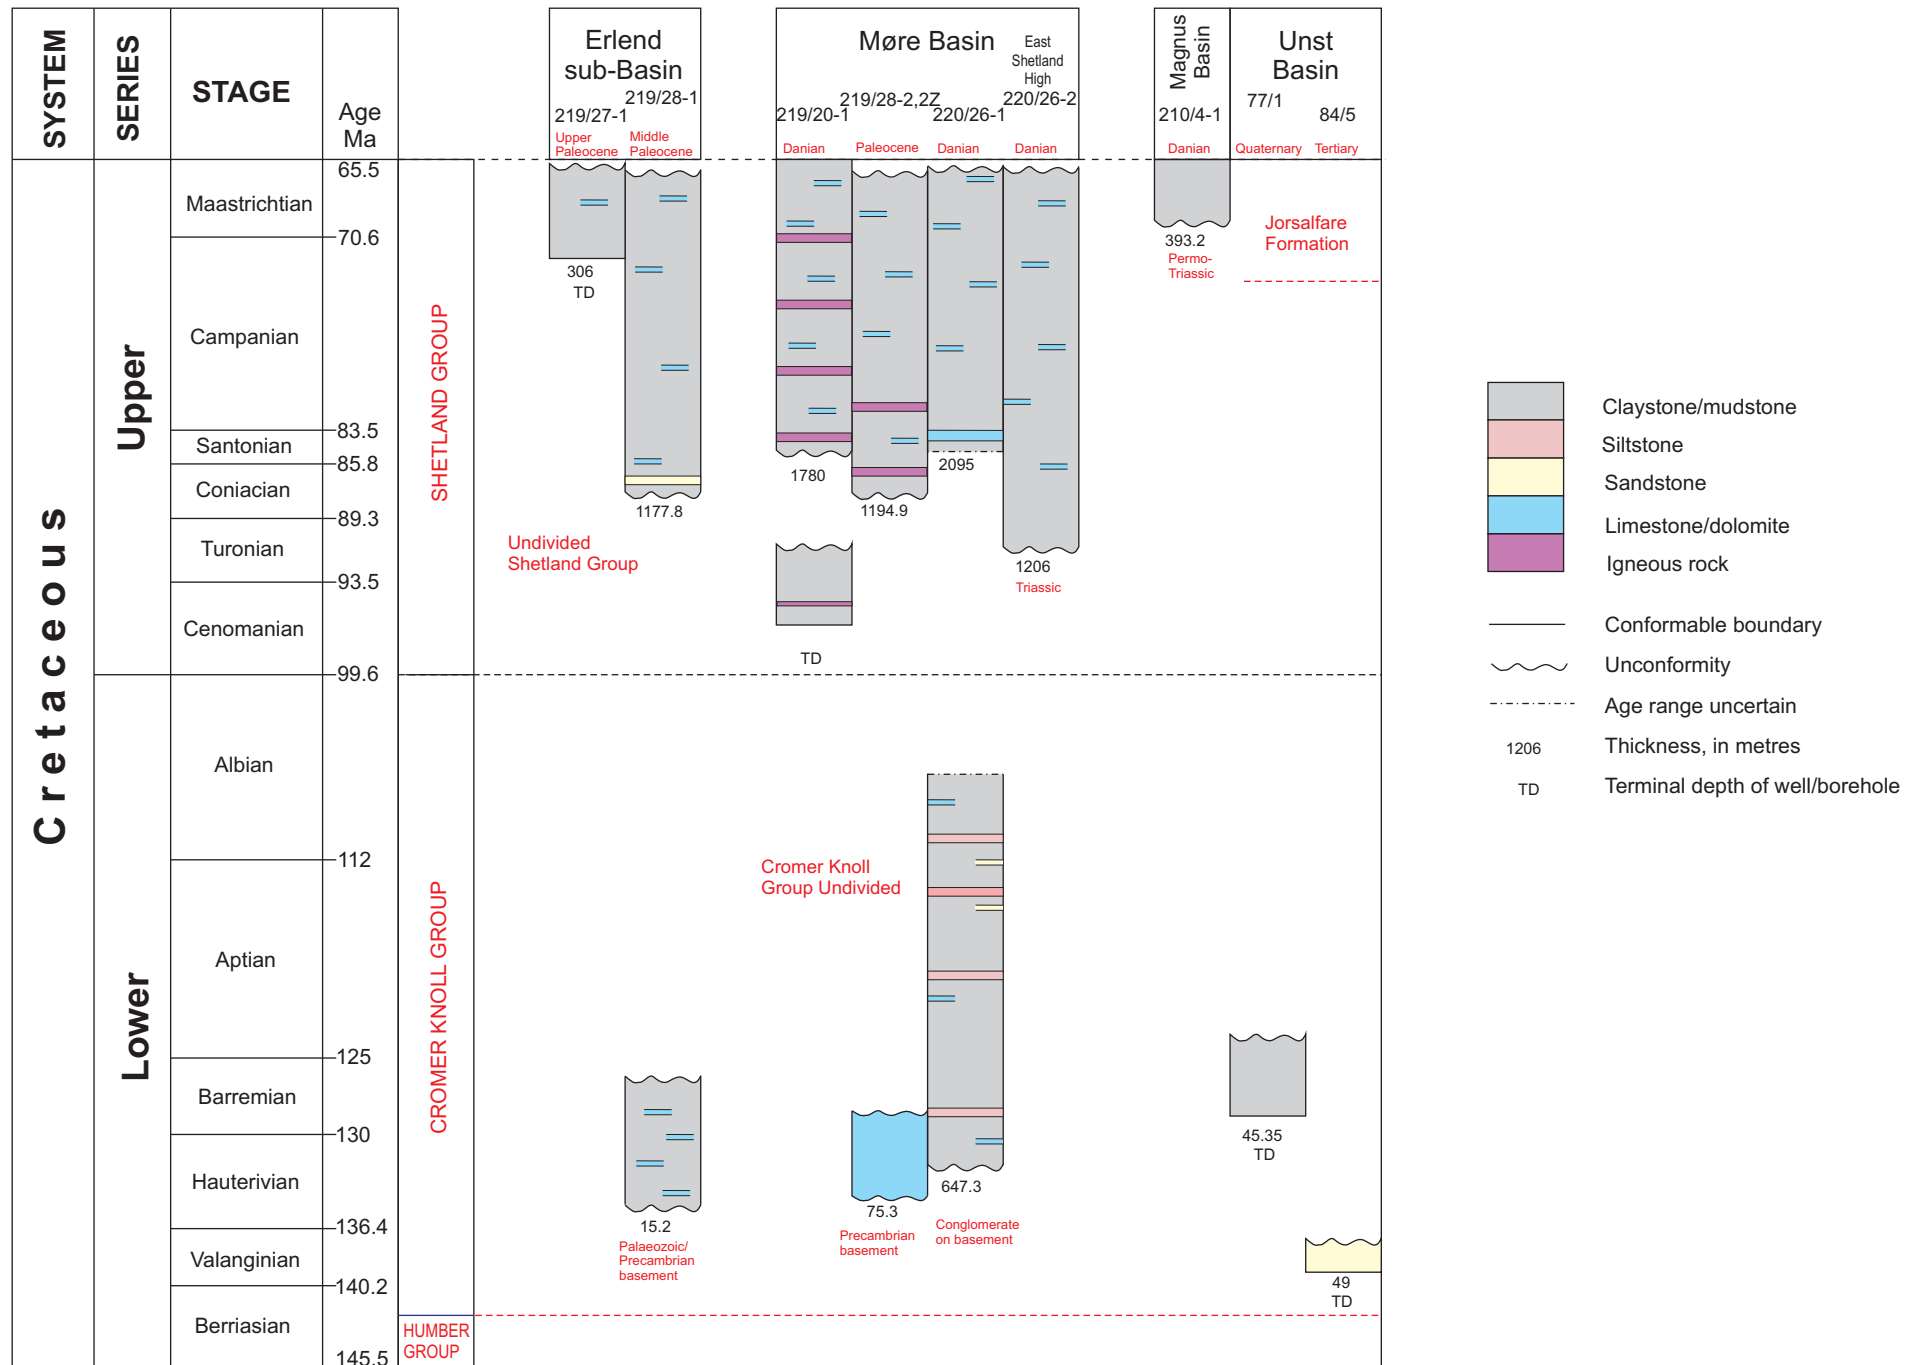 SYSTEM
SERIES
STAGE
Age
Ma
Erlend
sub-Basin
219/27-1
219/28-1
Upper
Paleocene
Middle
Paleocene
Møre Basin
East
Shetland
High
219/20-1
219/28-2,2Z
220/26-1
220/26-2
Danian
Paleocene
Danian
Danian
Magnus
Basin
210/4-1
Danian
Unst
Basin
77/1
84/5
Quaternary
Tertiary
Cretaceous
Upper
Lower
Maastrichtian
Campanian
Santonian
Coniacian
Turonian
Cenomanian
Albian
Aptian
Barremian
Hauterivian
Valanginian
Berriasian
65.5
70.6
83.5
85.8
89.3
93.5
99.6
112
125
130
136.4
140.2
145.5
SHETLAND GROUP
CROMER KNOLL GROUP
HUMBER
GROUP
306
TD
1177.8
Undivided
Shetland Group
1780
1194.9
2095
1206
Triassic
TD
393.2
Permo-
Triassic
Jorsalfare
Formation
Cromer Knoll
Group Undivided
15.2
Palaeozoic/
Precambrian
basement
75.3
Precambrian
basement
647.3
Conglomerate
on basement
45.35
TD
49
TD
Claystone/mudstone
Siltstone
Sandstone
Limestone/dolomite
Igneous rock
Conformable boundary
Unconformity
Age range uncertain
1206 Thickness, in metres
TD Terminal depth of well/borehole